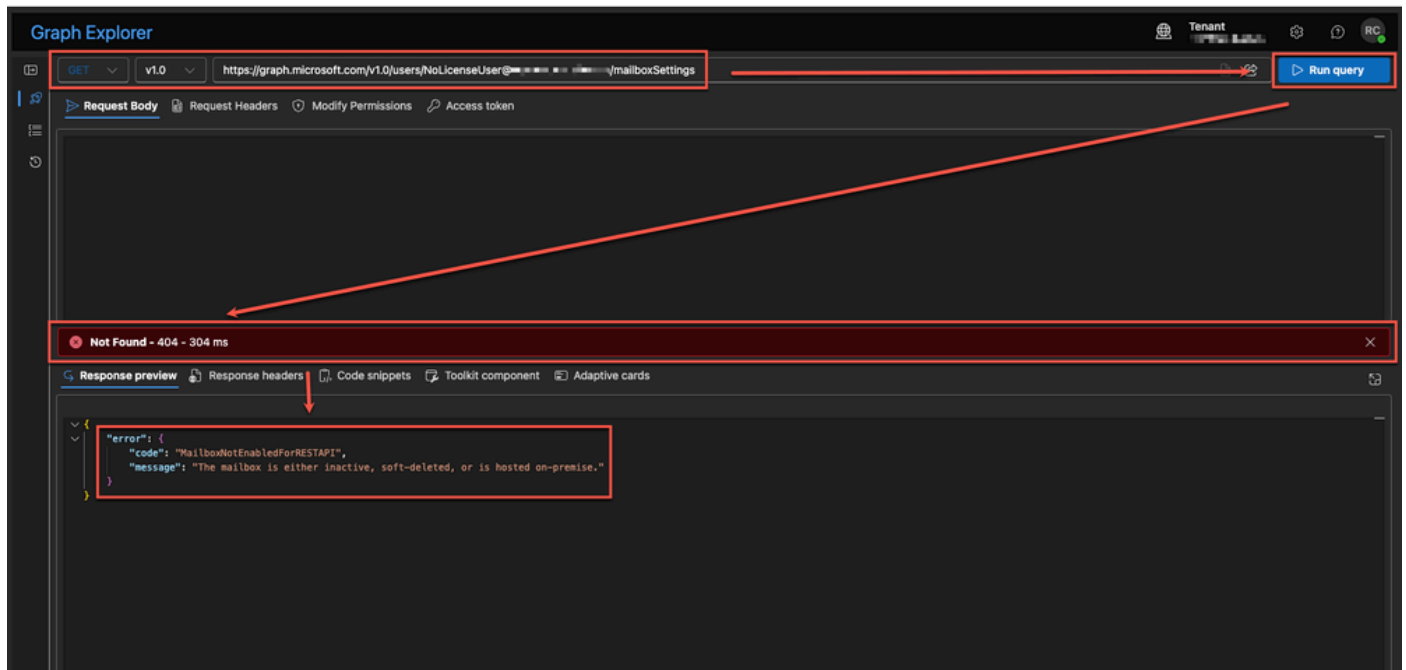 Graph Explorer
Tenant
RC
GET v1.0 https://graph.microsoft.com/v1.0/users/NoLicenseUser@ /mailboxSettings Run query
Request Body Request Headers Modify Permissions Access token
Not Found - 404 - 304 ms
Response preview Response headers Code snippets Toolkit component Adaptive cards
{
"error": {
"code": "MailboxNotEnabledForRESTAPI",
"message": "The mailbox is either inactive, soft-deleted, or is hosted on-premise."
}
}